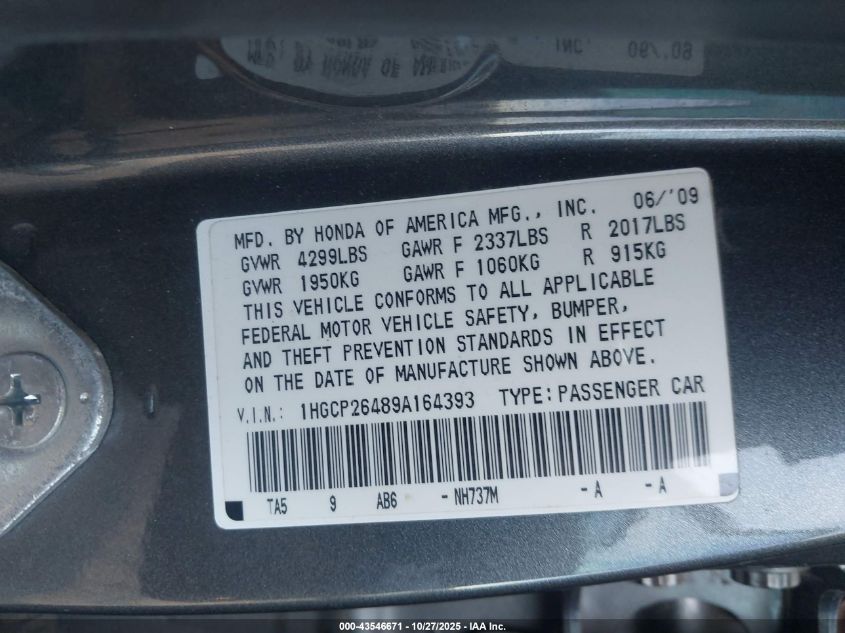 MFD. BY HONDA OF AMERICA MFG., INC. 06/'09
GVWR 4299LBS GAWR F 2337LBS R 2017LBS
GVWR 1950KG GAWR F 1060KG R 915KG
THIS VEHICLE CONFORMS TO ALL APPLICABLE
FEDERAL MOTOR VEHICLE SAFETY, BUMPER,
AND THEFT PREVENTION STANDARDS IN EFFECT
ON THE DATE OF MANUFACTURE SHOWN ABOVE.
V.I.N.: 1HGCP26489A164393 TYPE: PASSENGER CAR
TA5 9 AB6 - NH737M - A - A
000-43546671 - 10/27/2025 - IAA Inc.